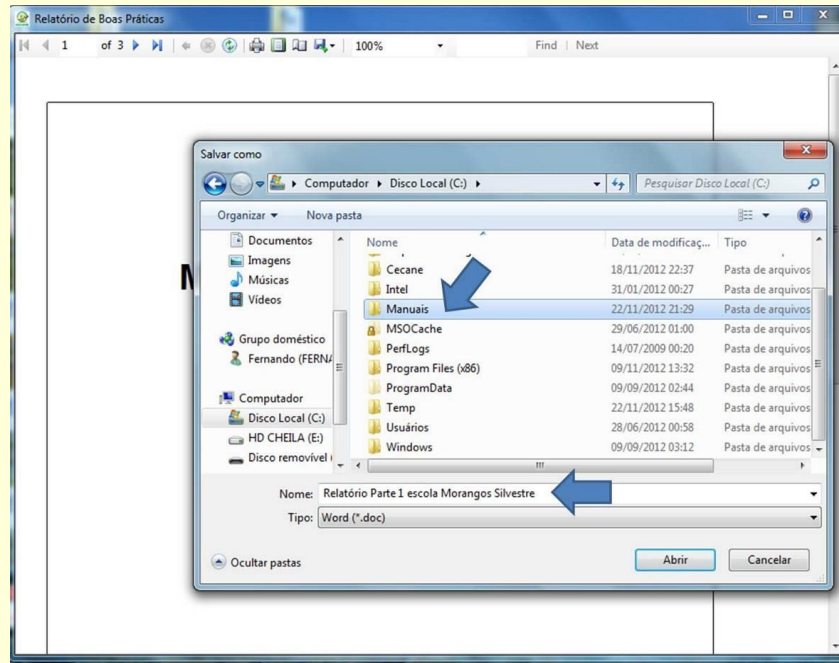 Relatório de Boas Práticas
1 of 3 100% Find | Next
M
Salvar como
Computador Disco Local (C:) Pesquisar Disco Local (C:)
Organizar Nova pasta
Nome Data de modificaç... Tipo
Documentos
Imagens
Músicas
Vídeos
Grupo doméstico
Fernando (FERNA
Computador
Disco Local (C:)
HD CHEILA (E:)
Disco removível
Cecane 18/11/2012 22:37 Pasta de arquivos
Intel 31/01/2012 00:27 Pasta de arquivos
Manuais 22/11/2012 21:29 Pasta de arquivos
MSOCache 29/06/2012 01:00 Pasta de arquivos
PerfLogs 14/07/2009 00:20 Pasta de arquivos
Program Files (x86) 09/11/2012 13:32 Pasta de arquivos
ProgramData 09/09/2012 02:44 Pasta de arquivos
Temp 22/11/2012 15:48 Pasta de arquivos
Usuários 28/06/2012 00:58 Pasta de arquivos
Windows 09/09/2012 03:12 Pasta de arquivos
Nome: Relatório Parte 1 escola Morangos Silvestre
Tipo: Word (*.doc)
Ocultar pastas Abrir Cancelar